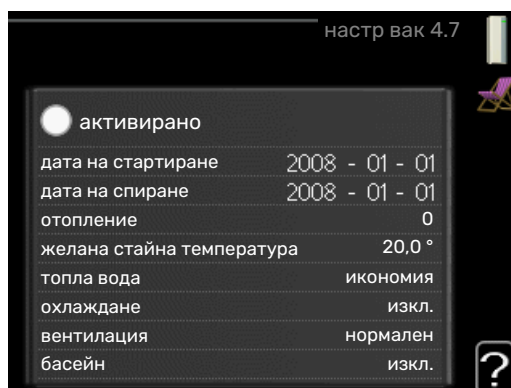 настр вак 4.7
активирано
дата на стартиране 2008 - 01 - 01
дата на спиране 2008 - 01 - 01
отопление 0
желана стайна температура 20,0 °
топла вода икономия
охлаждане изкл.
вентилация нормален
басейн изкл.
?